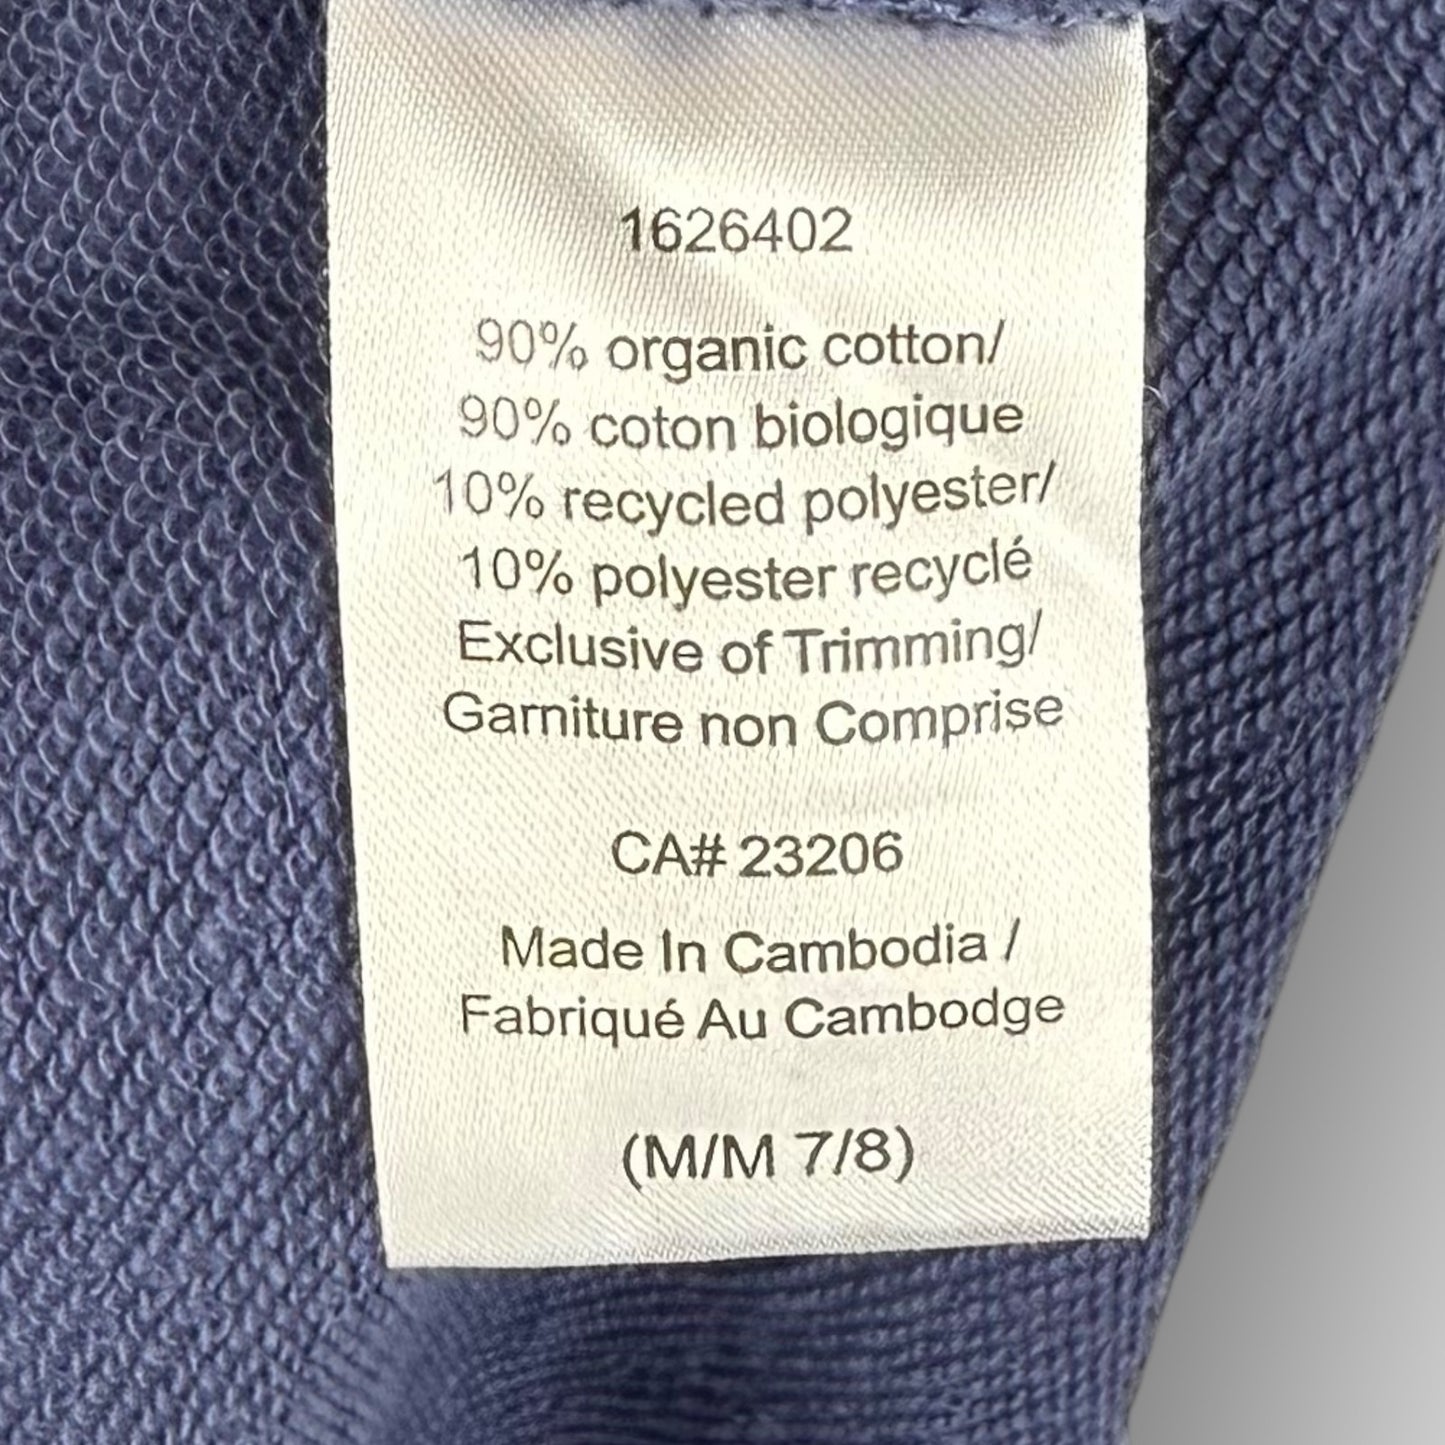 1626402
90% organic cotton/
90% coton biologique
10% recycled polyester/
10% polyester recyclé
Exclusive of Trimming/
Garniture non Comprise
CA# 23206
Made In Cambodia /
Fabriqué Au Cambodge
(M/M 7/8)